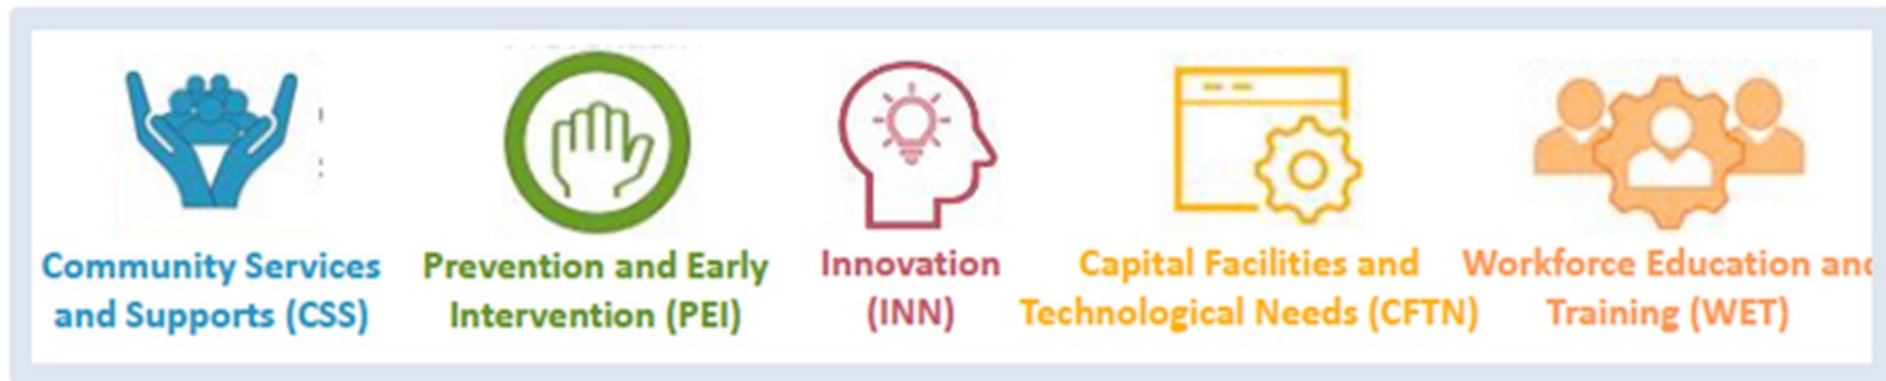 Community Services
and Supports (CSS)
Prevention and Early
Intervention (PEI)
Innovation
(INN)
Capital Facilities and
Technological Needs (CFTN)
Workforce Education and
Training (WET)